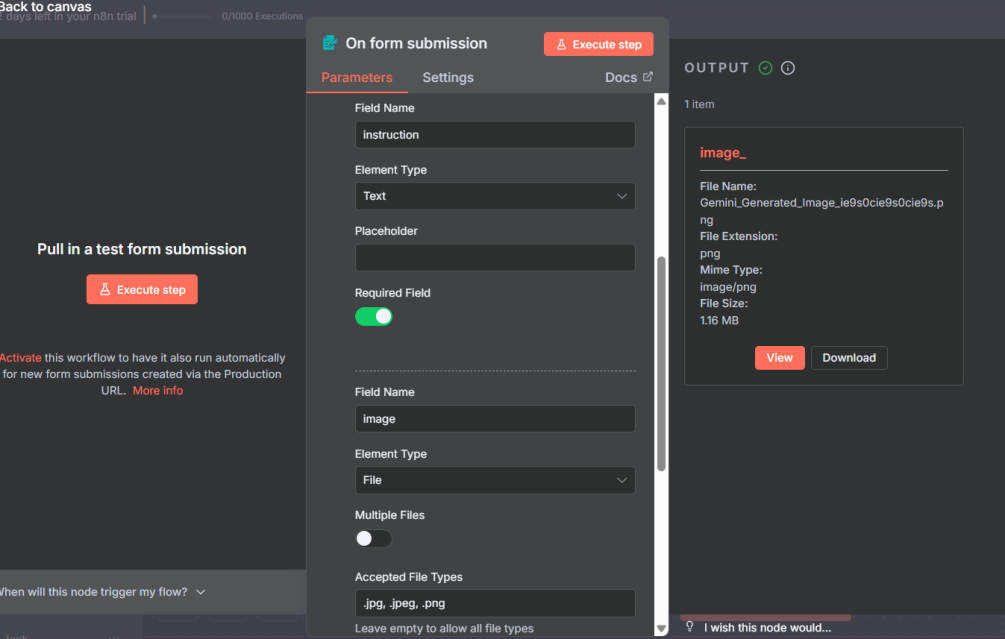 Back to canvas
2 days left in your n8n trial
0/1000 Executions
On form submission
Execute step
Parameters
Settings
Docs
Field Name
instruction
Element Type
Text
Placeholder
Required Field
Field Name
image
Element Type
File
Multiple Files
Accepted File Types
.jpg, .jpeg, .png
Leave empty to allow all file types
Pull in a test form submission
Execute step
Activate this workflow to have it also run automatically
for new form submissions created via the Production
URL. More info
When will this node trigger my flow?
OUTPUT
1 item
image_
File Name:
Gemini_Generated_Image_ie9s0cie9s0cie9s.p
ng
File Extension:
png
Mime Type:
image/png
File Size:
1.16 MB
View
Download
I wish this node would...